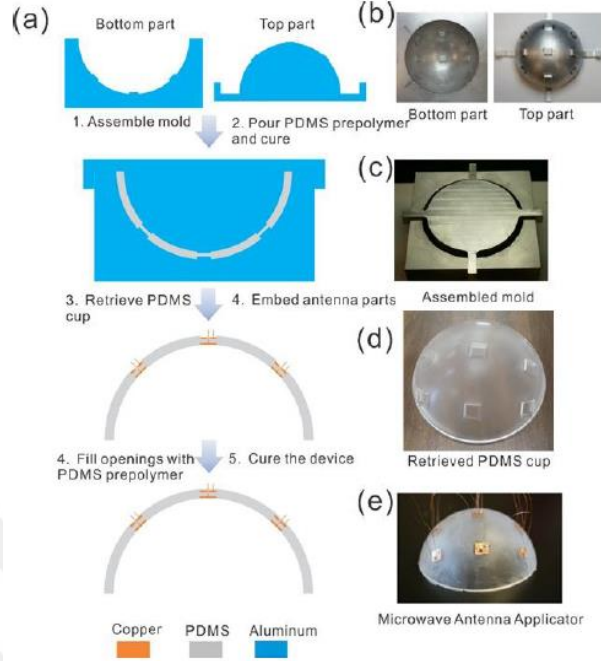 (a)
Bottom part
Top part
1. Assemble mold
2. Pour PDMS prepolymer
and cure
3. Retrieve PDMS
cup
4. Embed antenna parts
4. Fill openings with
PDMS prepolymer
5. Cure the device
Copper
PDMS
Aluminum
(b)
Bottom part
Top part
(c)
Assembled mold
(d)
Retrieved PDMS cup
(e)
Microwave Antenna Applicator